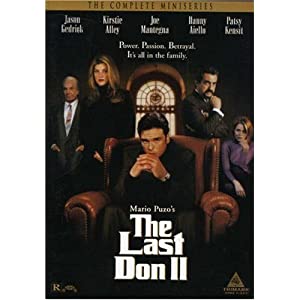 THE COMPLETE MINISERIES
Jason Gedrick
Kirstie Alley
Joe Mantegna
Danny Aiello
Patsy Kensit
Power. Passion. Betrayal.
It's all in the family.
Mario Puzo's
The
Last
Don II
R
TRIMARK